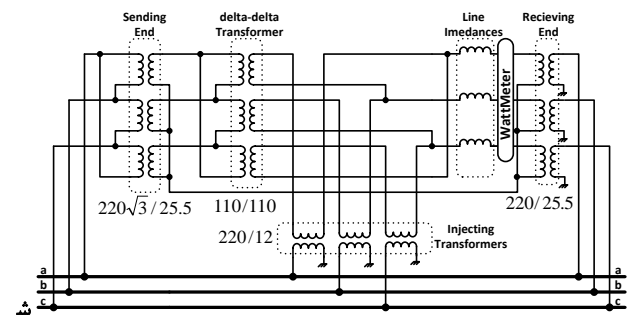 Sending
End
delta-delta
Transformer
Line
Imedances
Recieving
End
WattMeter
220√3/25.5
110/110
220/25.5
220/12
Injecting
Transformers
a
a
b
b
c
c